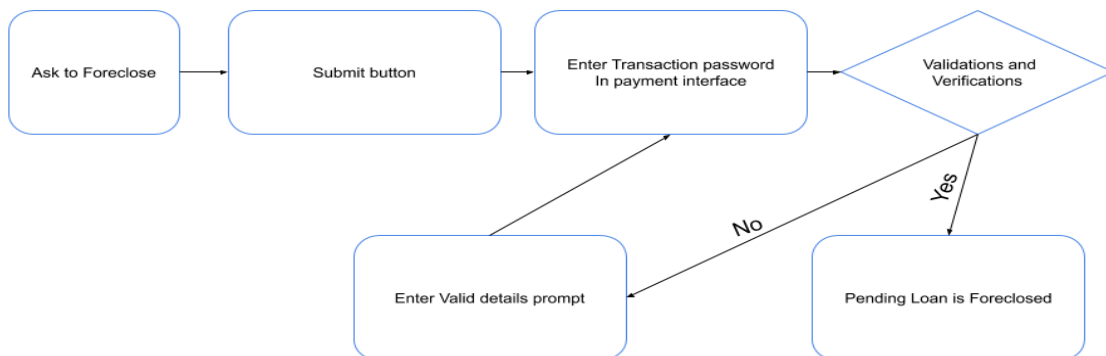 Ask to Foreclose
Submit button
Enter Transaction password
In payment interface
Validations and
Verifications
No
Yes
Enter Valid details prompt
Pending Loan is Foreclosed